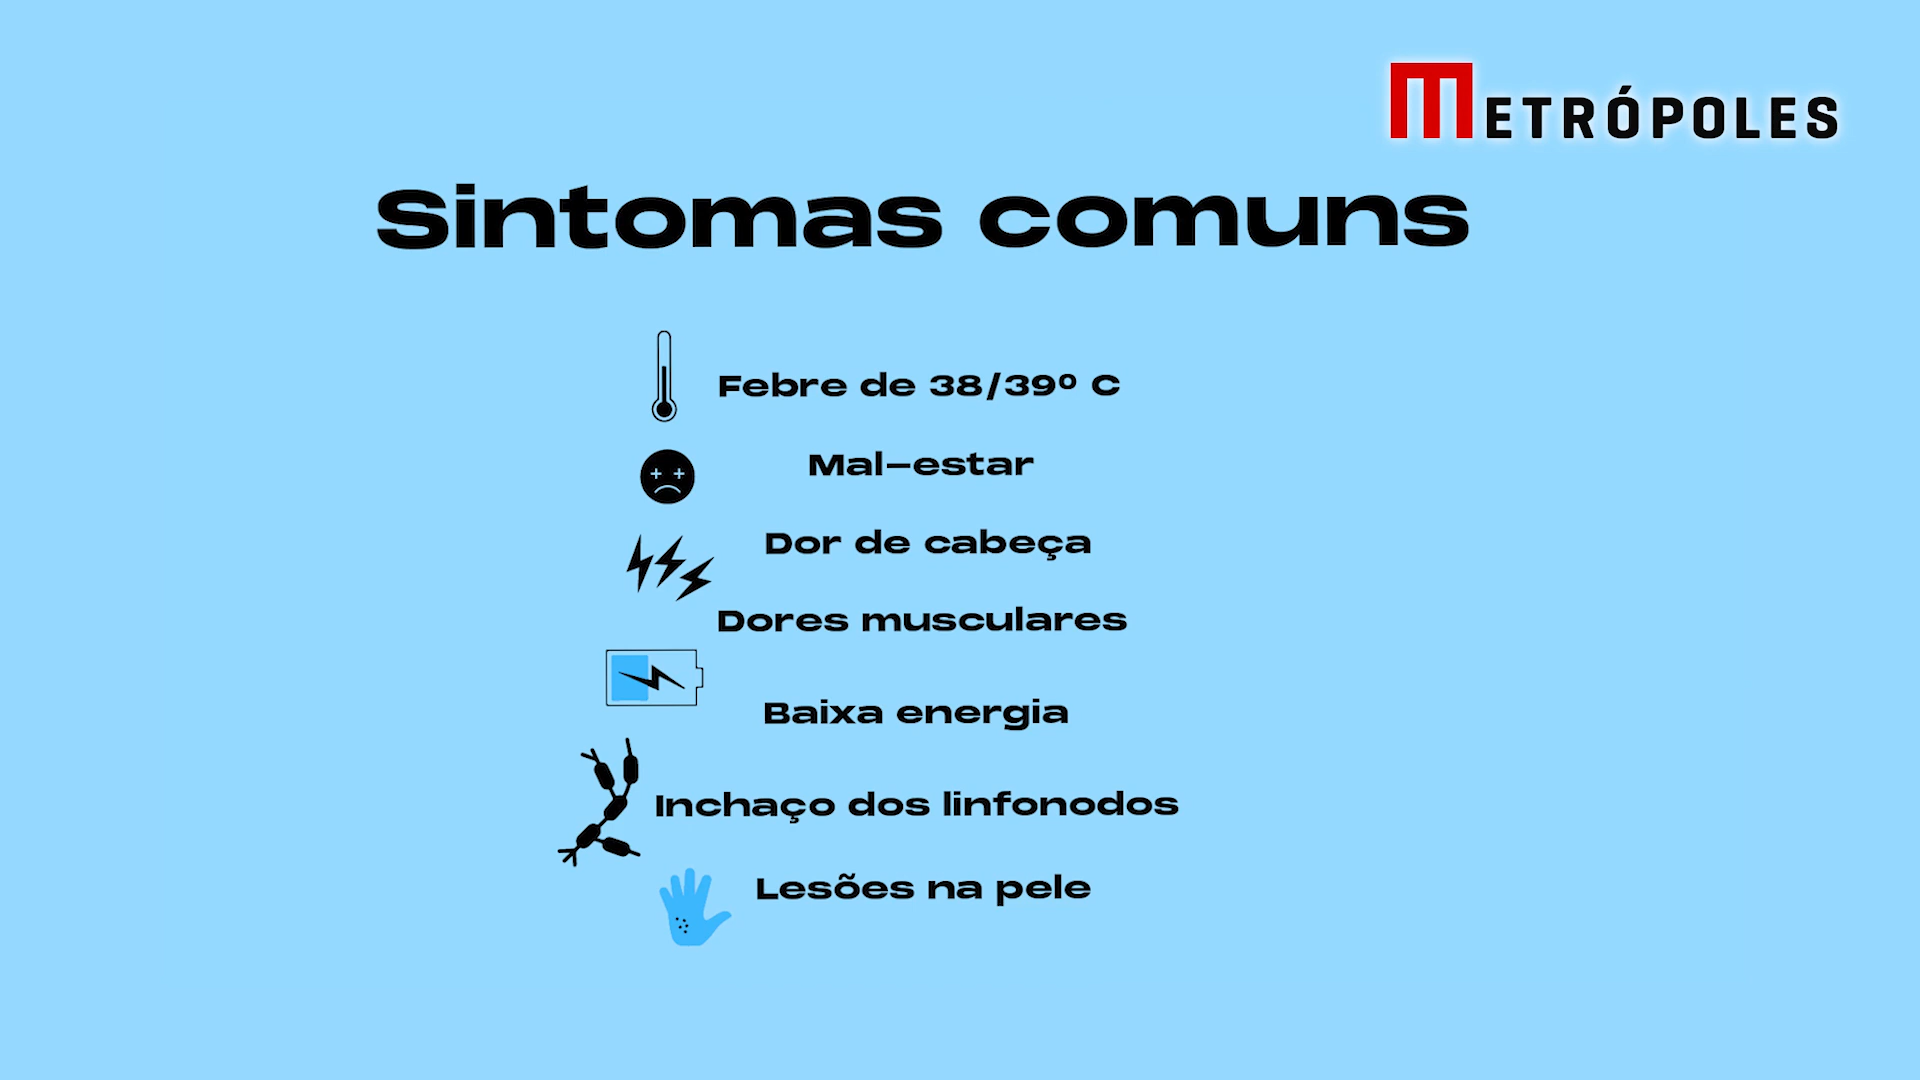 METRÓPOLES
Sintomas comuns
Febre de 38/39º C
Mal-estar
Dor de cabeça
Dores musculares
Baixa energia
Inchaço dos linfonodos
Lesões na pele